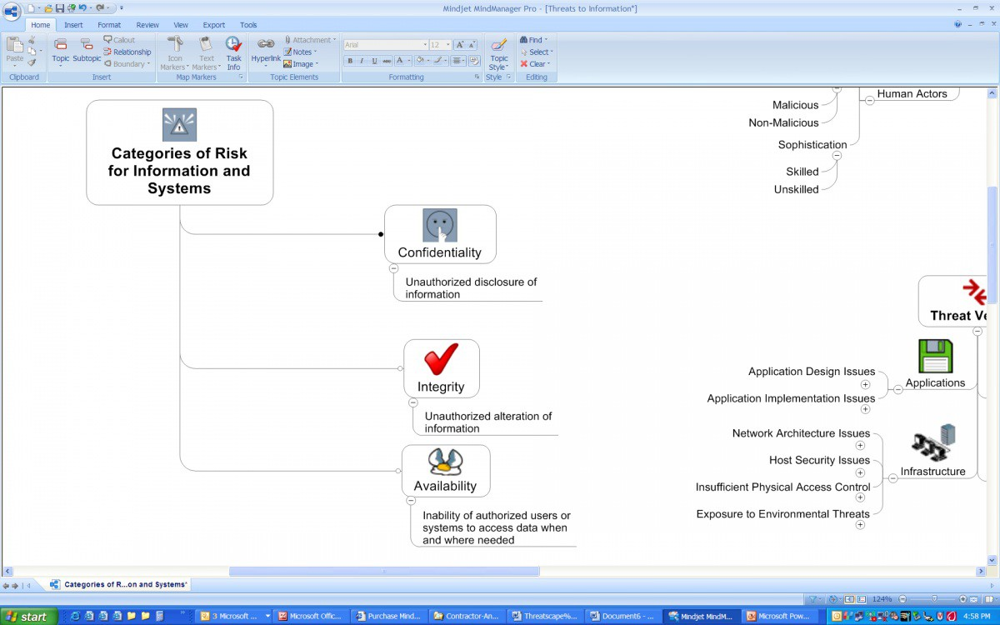 Mindjet MindManager Pro - [Threats to Information*]
Home Insert Format Review View Export Tools
Paste
Clipboard
Topic Subtopic
Callout
Relationship
Boundary
Insert
Icon Markers
Text Markers
Task Info
Map Markers
Hyperlink
Attachment
Notes
Image
Topic Elements
Arial 12
B I U abc A
Formatting
Topic Style
Style
Find
Select
Clear
Editing
Categories of Risk
for Information and
Systems
Confidentiality
Unauthorized disclosure of
information
Integrity
Unauthorized alteration of
information
Availability
Inability of authorized users or
systems to access data when
and where needed
Human Actors
Malicious
Non-Malicious
Sophistication
Skilled
Unskilled
Threat Ve
Applications
Application Design Issues
Application Implementation Issues
Infrastructure
Network Architecture Issues
Host Security Issues
Insufficient Physical Access Control
Exposure to Environmental Threats
Categories of R...on and Systems*
124%
start
3 Microsoft ...
Microsoft Offic...
Purchase Mind...
Contractor-An...
Threatscape%...
Document6 - ...
Mindjet MindM...
Microsoft Pow...
4:58 PM